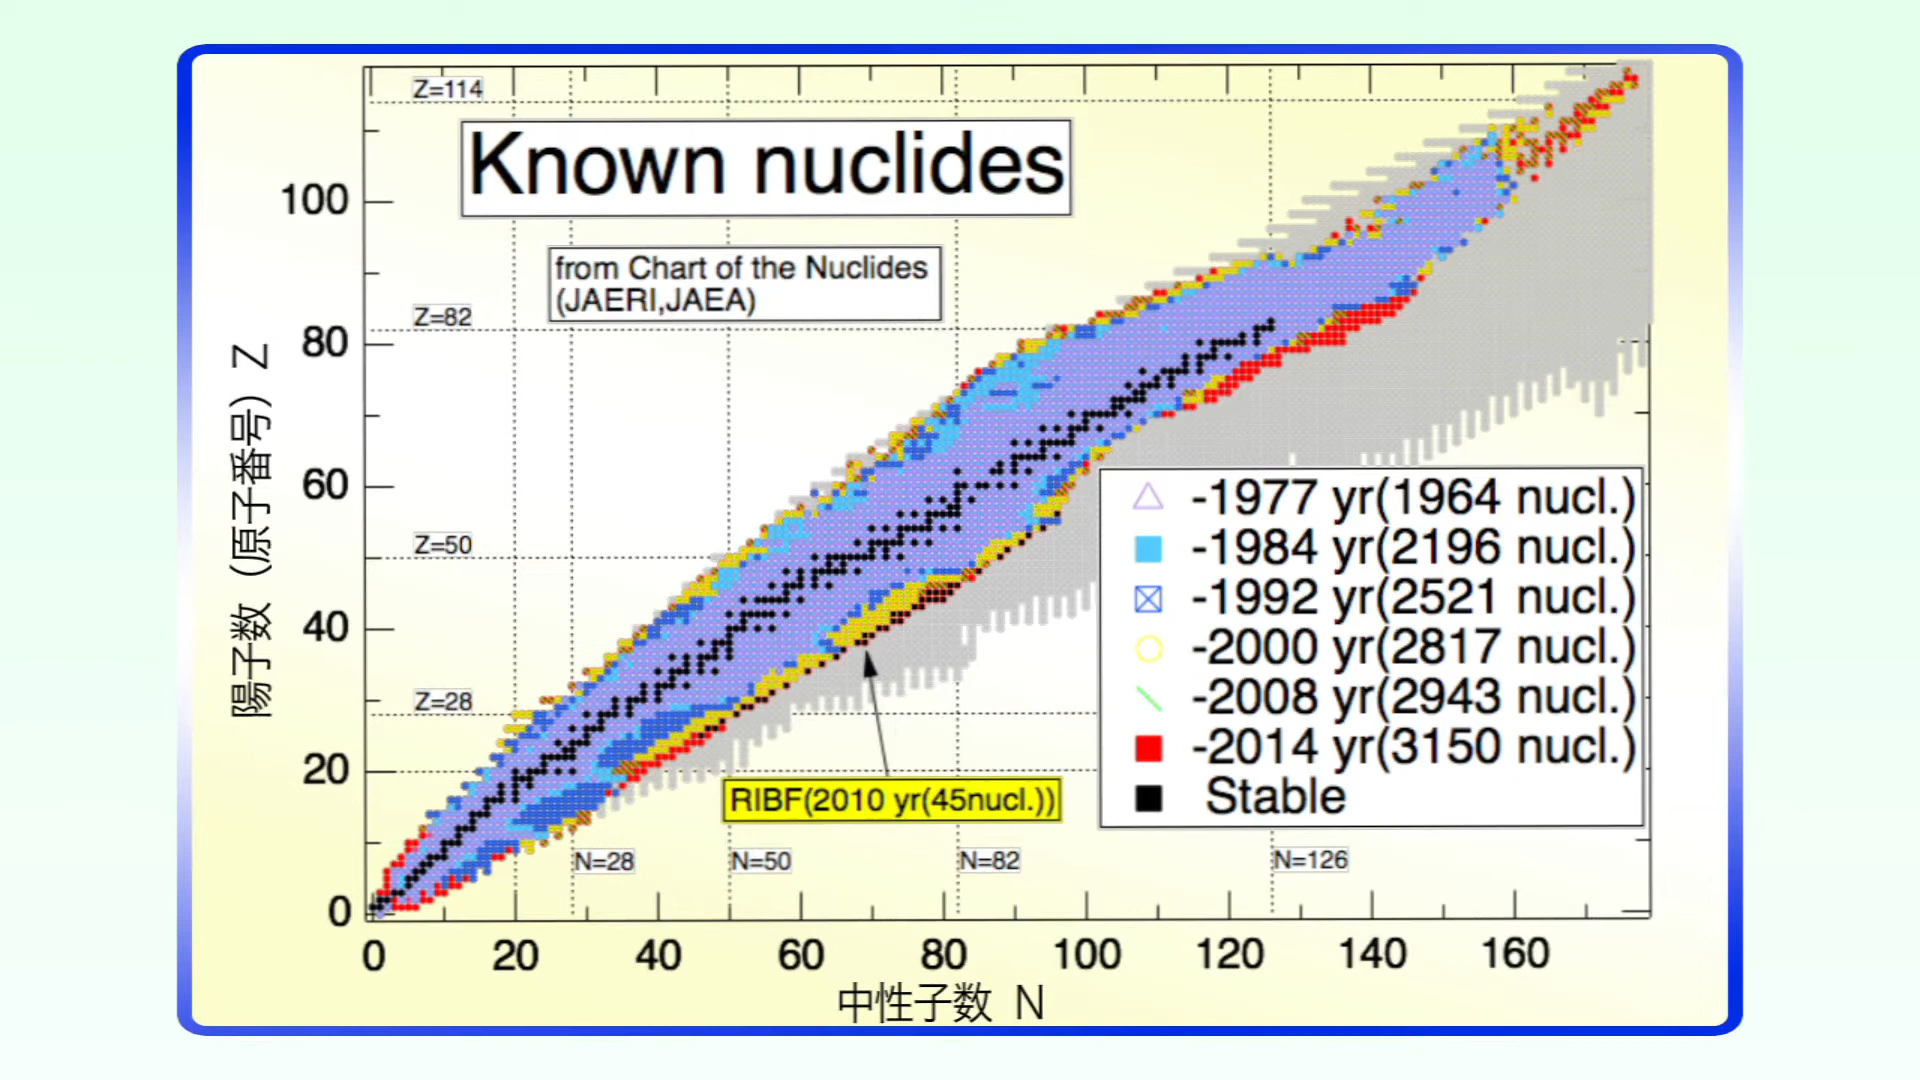 Z=114
Known nuclides
from Chart of the Nuclides
(JAERI,JAEA)
Z=82
Z=50
Z=28
100
80
60
40
20
0
陽子数 (原子番号) Z
-1977 yr(1964 nucl.)
-1984 yr(2196 nucl.)
-1992 yr(2521 nucl.)
-2000 yr(2817 nucl.)
-2008 yr(2943 nucl.)
-2014 yr(3150 nucl.)
Stable
RIBF(2010 yr(45nucl.))
N=28
N=50
N=82
N=126
0 20 40 60 80 100 120 140 160
中性子数 N